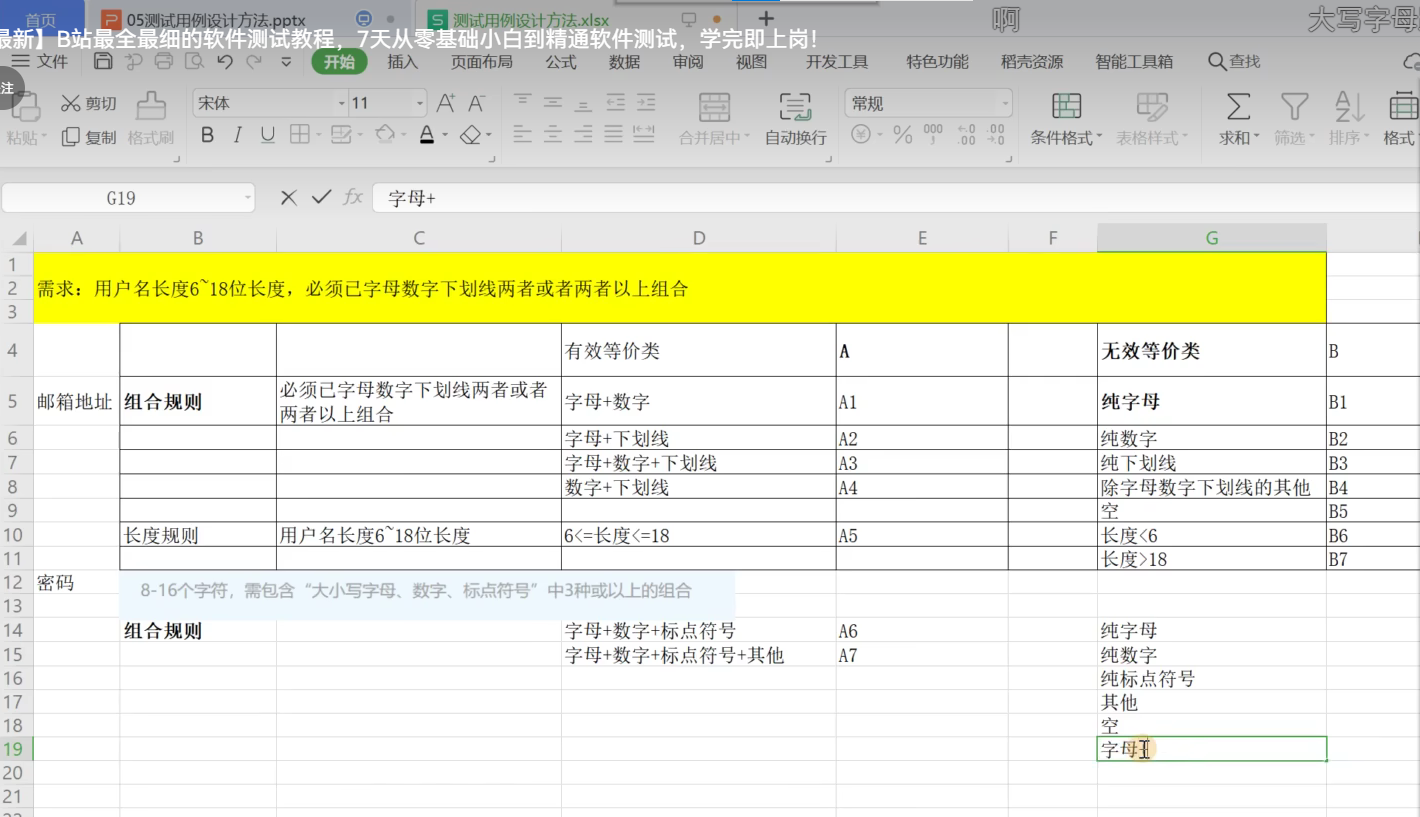 首页 05测试用例设计方法.pptx 测试用例设计方法.xlsx 啊 大写字母
最新】B站最全最细的软件测试教程，7天从零基础小白到精通软件测试，学完即上岗！
文件 开始 插入 页面布局 公式 数据 审阅 视图 开发工具 特色功能 稻壳资源 智能工具箱 查找
注
剪切 宋体 11 常规
粘贴 复制 格式刷 合并居中 自动换行 条件格式 表格样式 求和 筛选 排序 格式
G19 fx 字母+
A B C D E F G
1
2 需求：用户名长度6~18位长度，必须已字母数字下划线两者或者两者以上组合
3
4 有效等价类 A 无效等价类 B
5 邮箱地址 组合规则 必须已字母数字下划线两者或者 字母+数字 A1 纯字母 B1
两者以上组合
6 字母+下划线 A2 纯数字 B2
7 字母+数字+下划线 A3 纯下划线 B3
8 数字+下划线 A4 除字母数字下划线的其他 B4
9 空 B5
10 长度规则 用户名长度6~18位长度 6<=长度<=18 A5 长度<6 B6
11 长度>18 B7
12 密码 8-16个字符，需包含“大小写字母、数字、标点符号”中3种或以上的组合
13
14 组合规则 字母+数字+标点符号 A6 纯字母
15 字母+数字+标点符号+其他 A7 纯数字
16 纯标点符号
17 其他
18 空
19 字母+
20
21